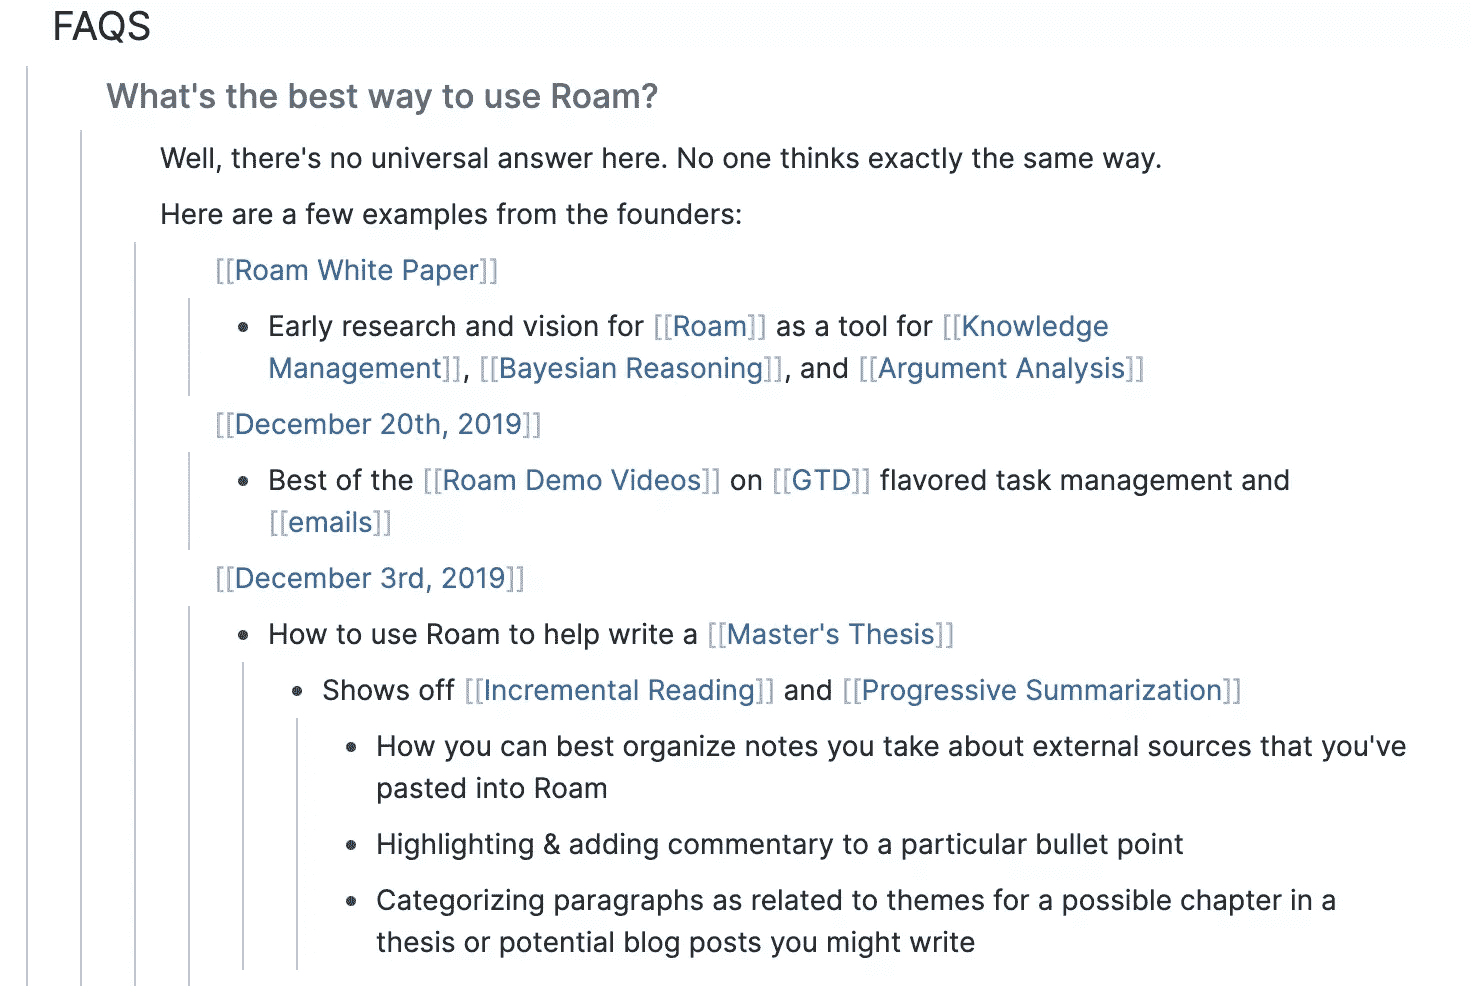 FAQS
What's the best way to use Roam?
Well, there's no universal answer here. No one thinks exactly the same way.
Here are a few examples from the founders:
[[Roam White Paper]]
Early research and vision for [[Roam]] as a tool for [[Knowledge
Management]], [[Bayesian Reasoning]], and [[Argument Analysis]]
[[December 20th, 2019]]
Best of the [[Roam Demo Videos]] on [[GTD]] flavored task management and
[[emails]]
[[December 3rd, 2019]]
How to use Roam to help write a [[Master's Thesis]]
Shows off [[Incremental Reading]] and [[Progressive Summarization]]
How you can best organize notes you take about external sources that you've
pasted into Roam
Highlighting & adding commentary to a particular bullet point
Categorizing paragraphs as related to themes for a possible chapter in a
thesis or potential blog posts you might write